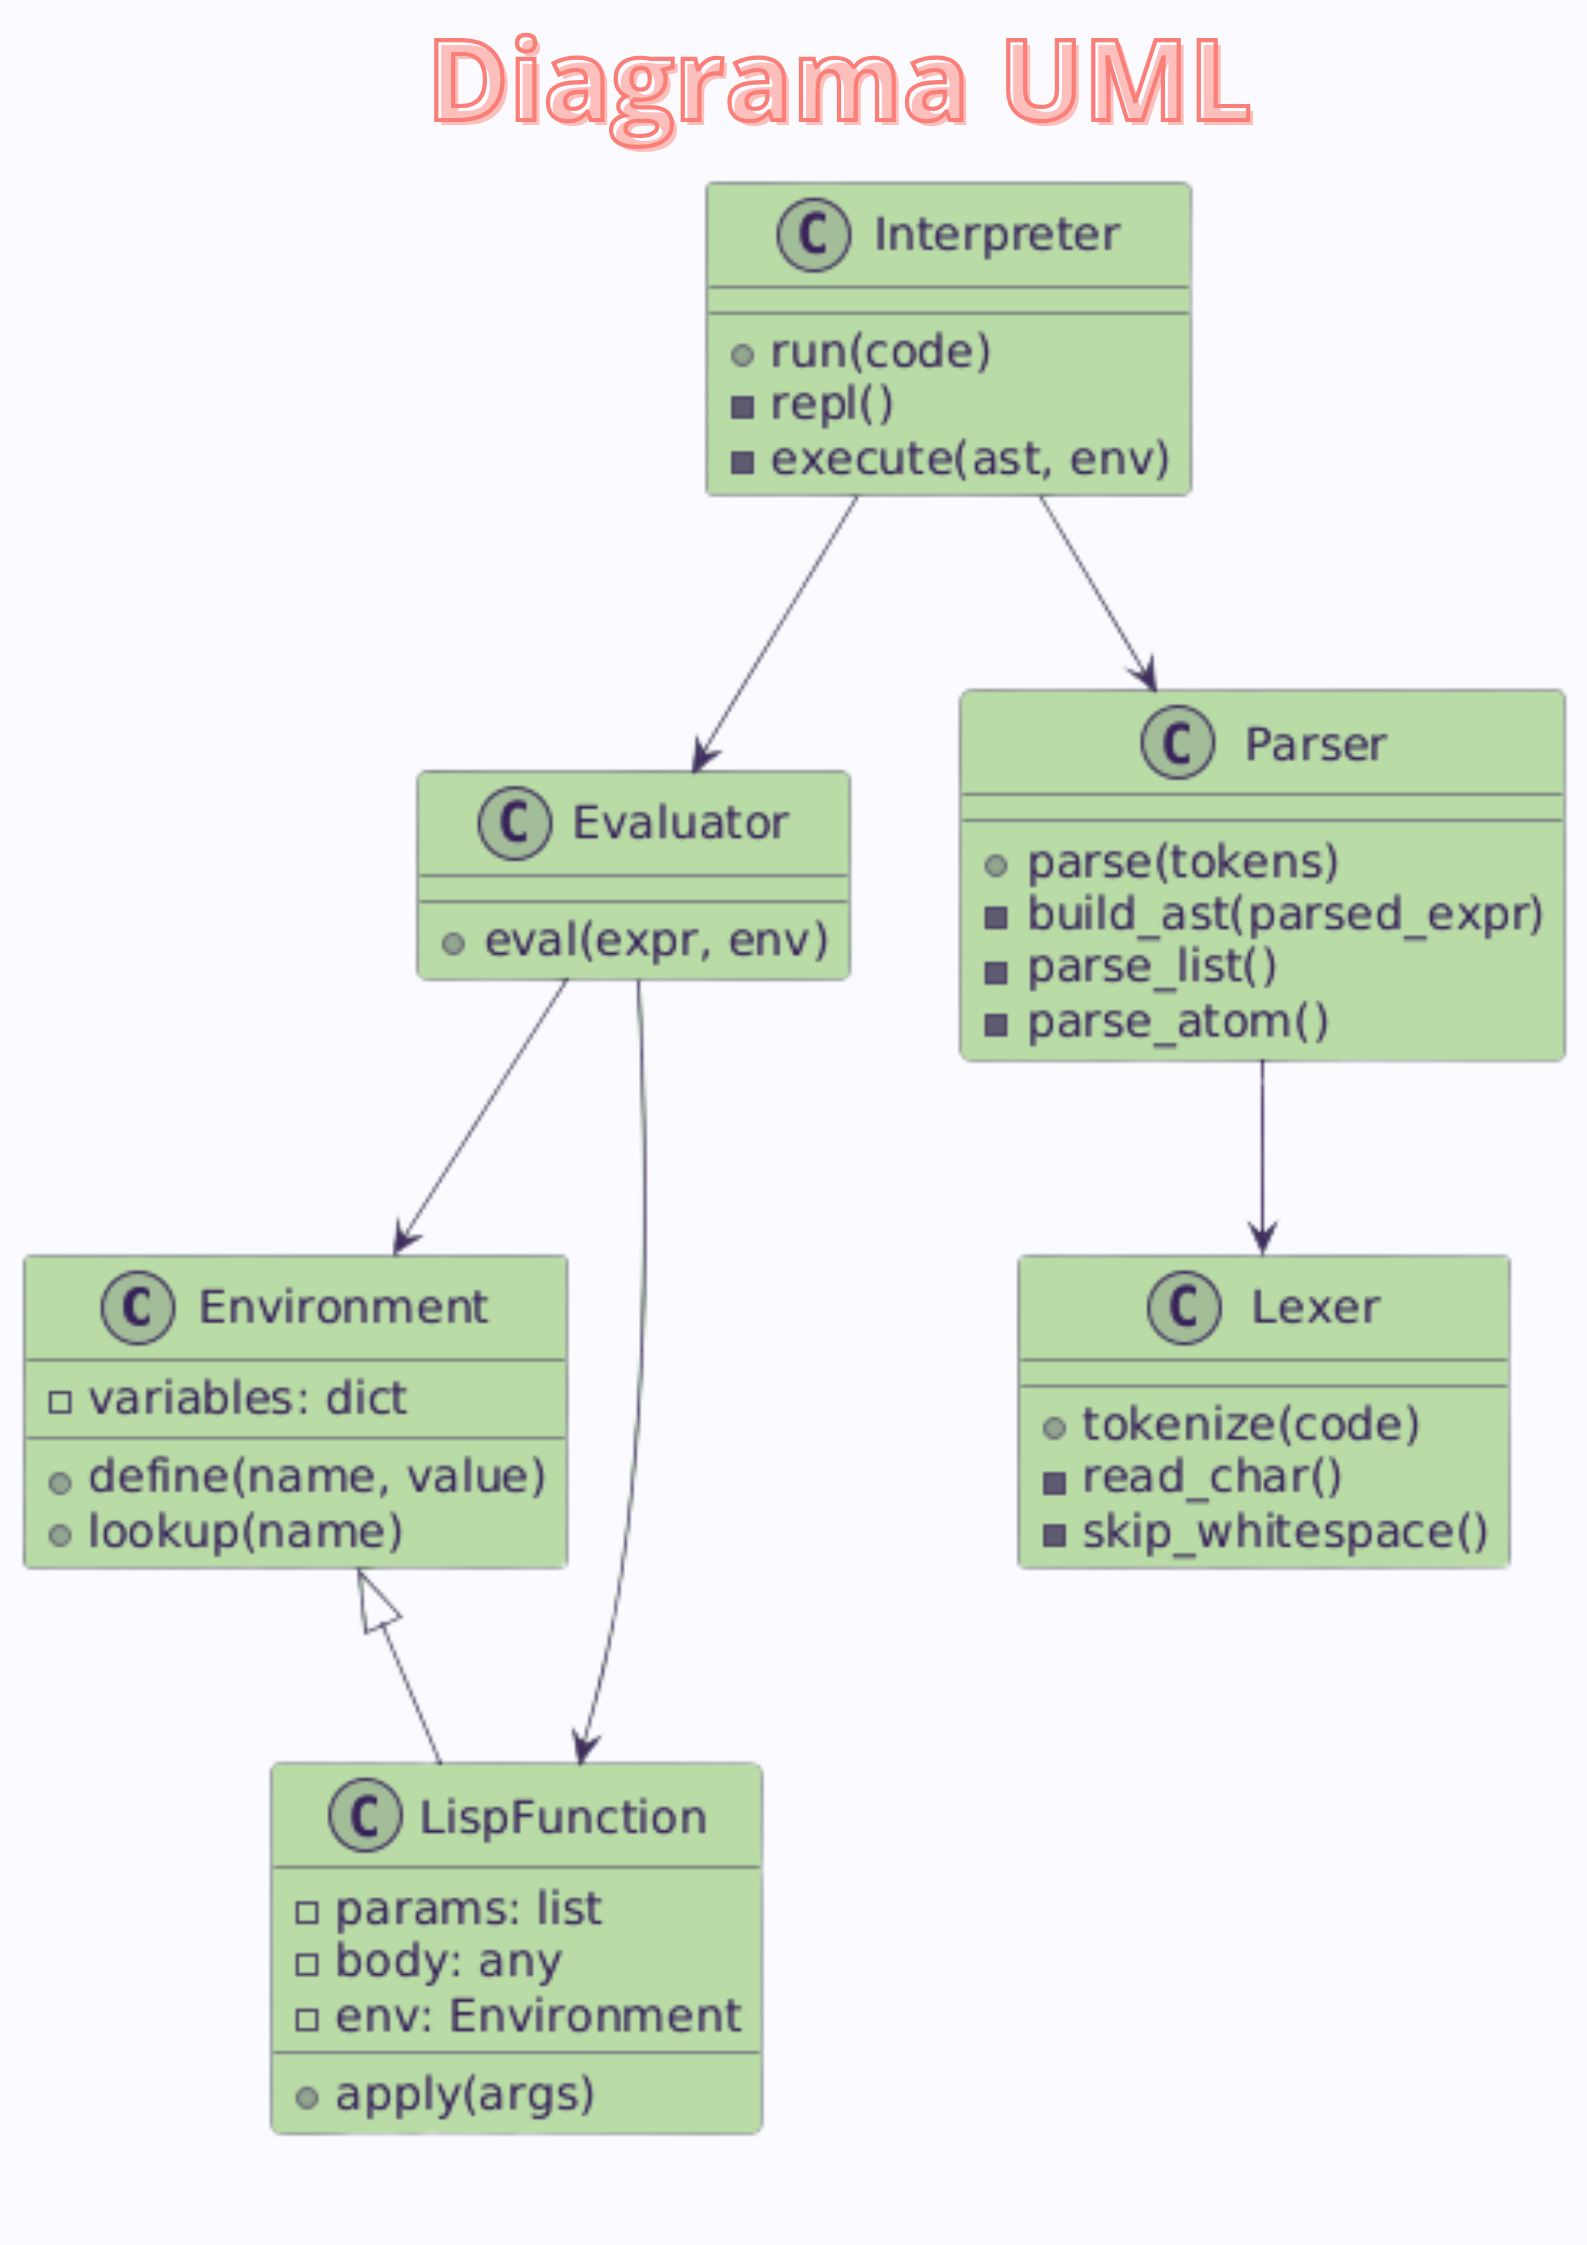 Diagrama UML
C Interpreter
run(code)
repl()
execute(ast, env)
C Evaluator
eval(expr, env)
C Parser
parse(tokens)
build_ast(parsed_expr)
parse_list()
parse_atom()
C Environment
variables: dict
define(name, value)
lookup(name)
C Lexer
tokenize(code)
read_char()
skip_whitespace()
C LispFunction
params: list
body: any
env: Environment
apply(args)